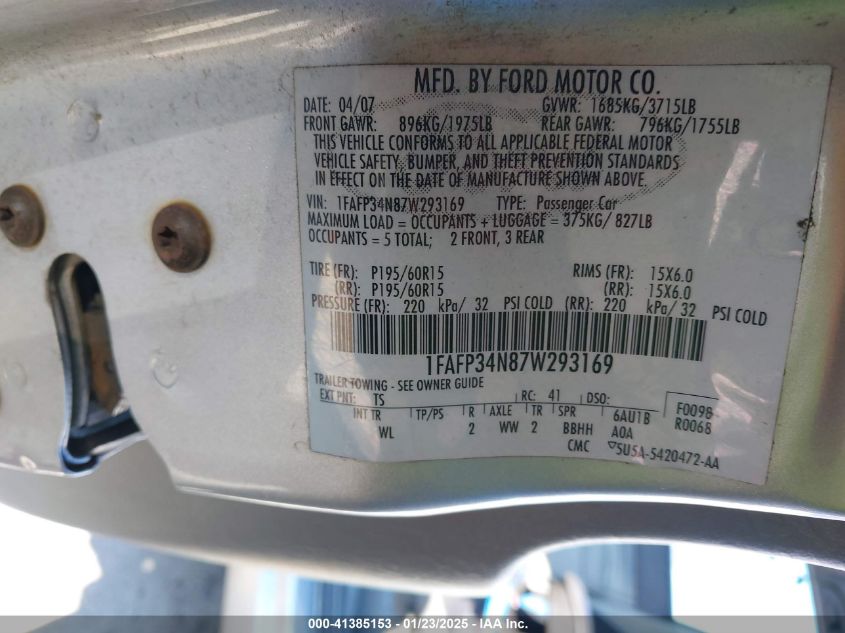 MFD. BY FORD MOTOR CO.
DATE: 04/07 GVWR: 1685KG/3715LB
FRONT GAWR: 896KG/1975LB REAR GAWR: 796KG/1755LB
THIS VEHICLE CONFORMS TO ALL APPLICABLE FEDERAL MOTOR
VEHICLE SAFETY, BUMPER, AND THEFT PREVENTION STANDARDS
IN EFFECT ON THE DATE OF MANUFACTURE SHOWN ABOVE.
VIN: 1FAFP34N87W293169 TYPE: Passenger Car
MAXIMUM LOAD = OCCUPANTS + LUGGAGE = 375KG/ 827LB
OCCUPANTS = 5 TOTAL; 2 FRONT, 3 REAR
TIRE (FR): P195/60R15 RIMS (FR): 15X6.0
(RR): P195/60R15 (RR): 15X6.0
PRESSURE (FR): 220 kPa/ 32 PSI COLD (RR): 220 kPa/ 32 PSI COLD
1FAFP34N87W293169
TRAILER TOWING - SEE OWNER GUIDE
EXT PNT: TS RC: 41 DSO: F0098
INT TR TP/PS R AXLE TR SPR 6AU1B R0068
WL 2 WW 2 BBHH A0A
CMC ▽5U5A-5420472-AA
000-41385153 - 01/23/2025 - IAA Inc.